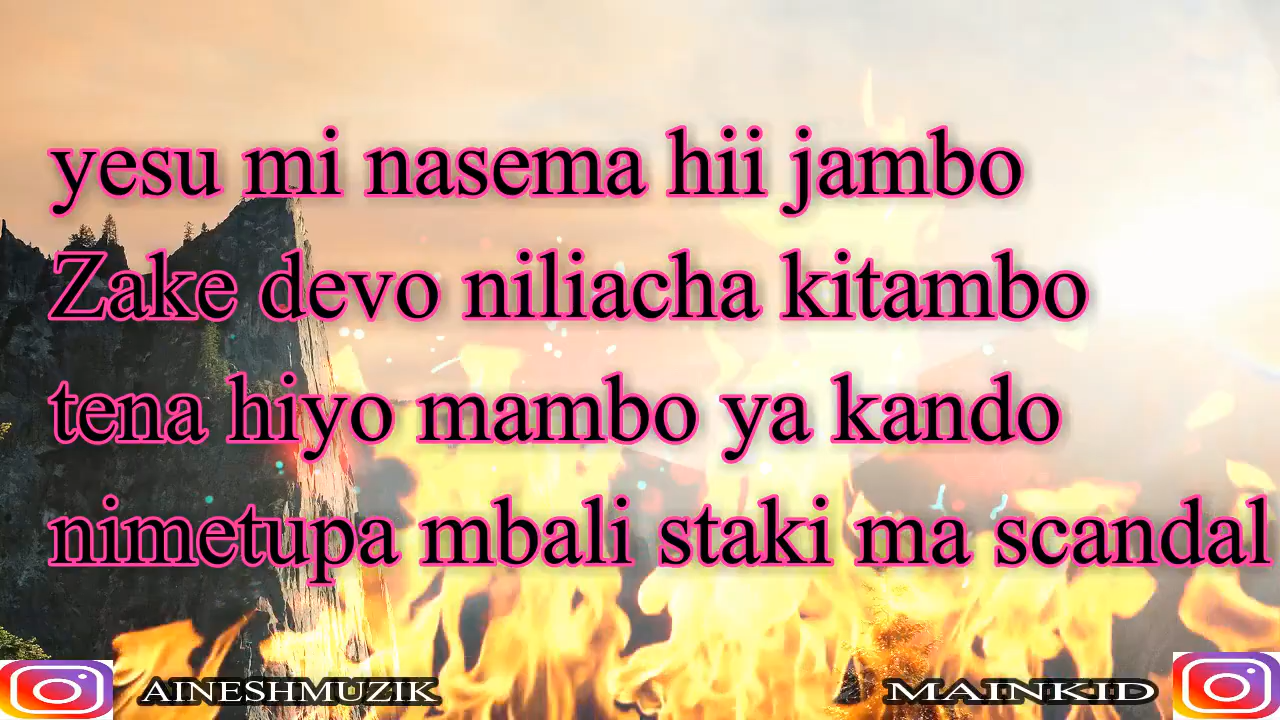 yesu mi nasema hii jambo
Zake devo niliacha kitambo
tena hiyo mambo ya kando
nimetupa mbali staki ma scandal
AINESHMUZIK
MAINKID